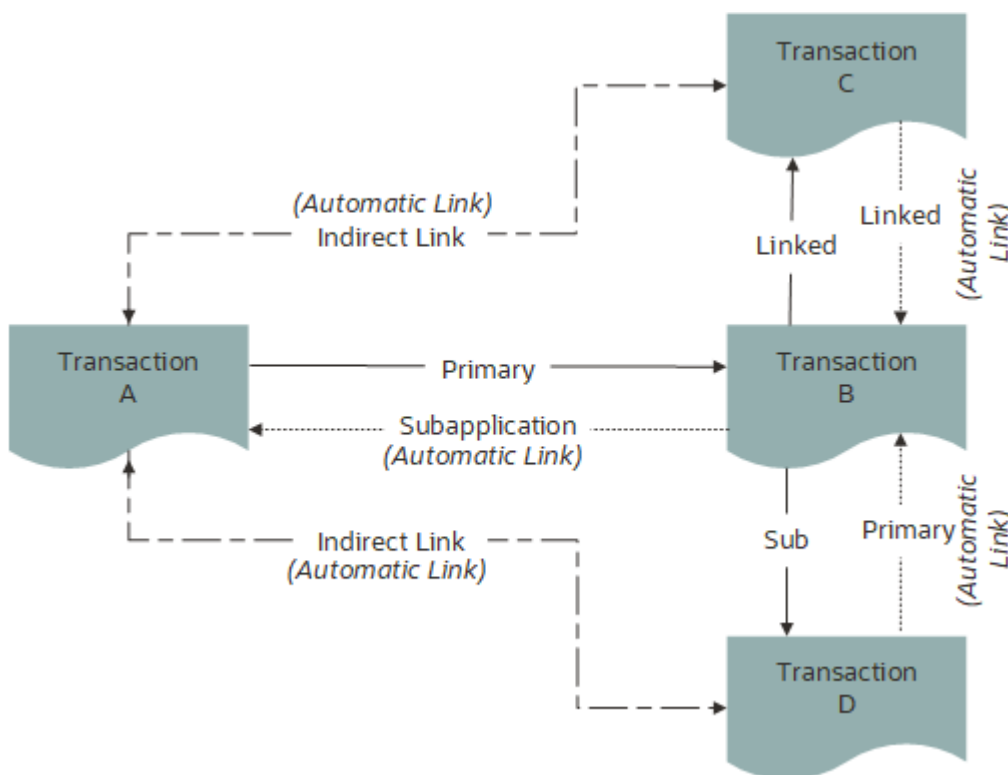 Transaction
C
(Automatic Link)
Indirect Link
Linked
Linked
(Automatic
Link)
Transaction
A
Primary
Transaction
B
Subapplication
(Automatic Link)
Indirect Link
(Automatic Link)
Sub
Primary
(Automatic
Link)
Transaction
D